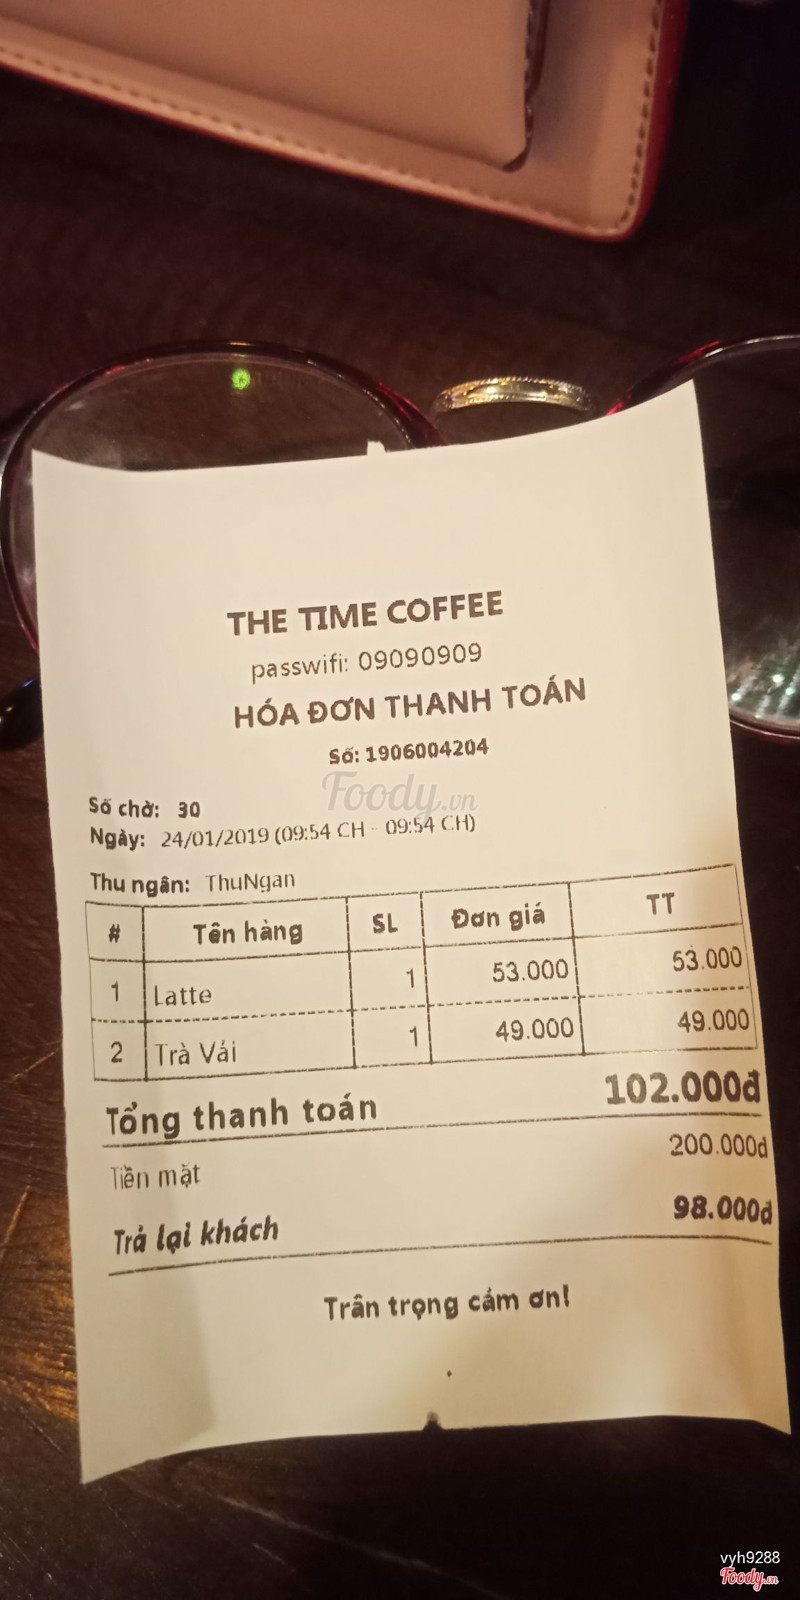 THE TIME COFFEE
passwifi: 09090909
HÓA ĐƠN THANH TOÁN
Số: 1906004204
Foody.vn
Số chờ: 30
Ngày: 24/01/2019 (09:54 CH - 09:54 CH)
Thu ngân: ThuNgan
# Tên hàng SL Đơn giá TT
1 Latte 1 53.000 53.000
2 Trà Vải 1 49.000 49.000
Tổng thanh toán 102.000đ
Tiền mặt 200.000đ
Trả lại khách 98.000đ
Trân trọng cảm ơn!
vyh9288
Foody.vn